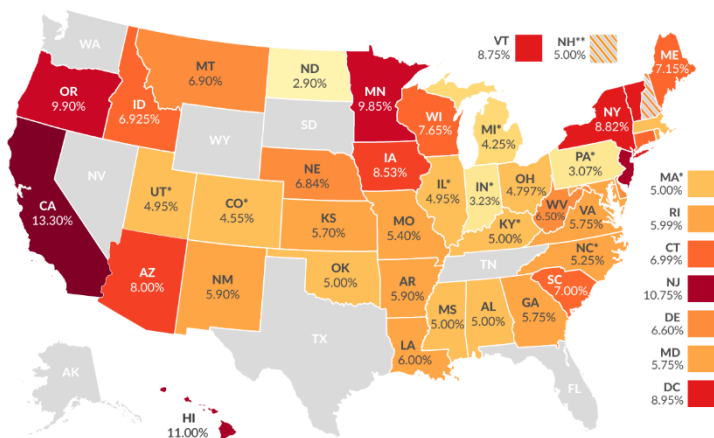 WA
OR
9.90%
CA
13.30%
NV
ID
6.925%
MT
6.90%
WY
UT*
4.95%
CO*
4.55%
AZ
8.00%
NM
5.90%
ND
2.90%
SD
NE
6.84%
KS
5.70%
OK
5.00%
TX
MN
9.85%
IA
8.53%
MO
5.40%
AR
5.90%
LA
6.00%
WI
7.65%
IL*
4.95%
MI*
4.25%
IN*
3.23%
OH
4.797%
KY*
5.00%
TN
MS
5.00%
AL
5.00%
GA
5.75%
FL
SC
7.00%
NC*
5.25%
VA
5.75%
WV
6.50%
PA*
3.07%
NY
8.82%
ME
7.15%
VT
8.75%
NH**
5.00%
MA*
5.00%
RI
5.99%
CT
6.99%
NJ
10.75%
DE
6.60%
MD
5.75%
DC
8.95%
AK
HI
11.00%